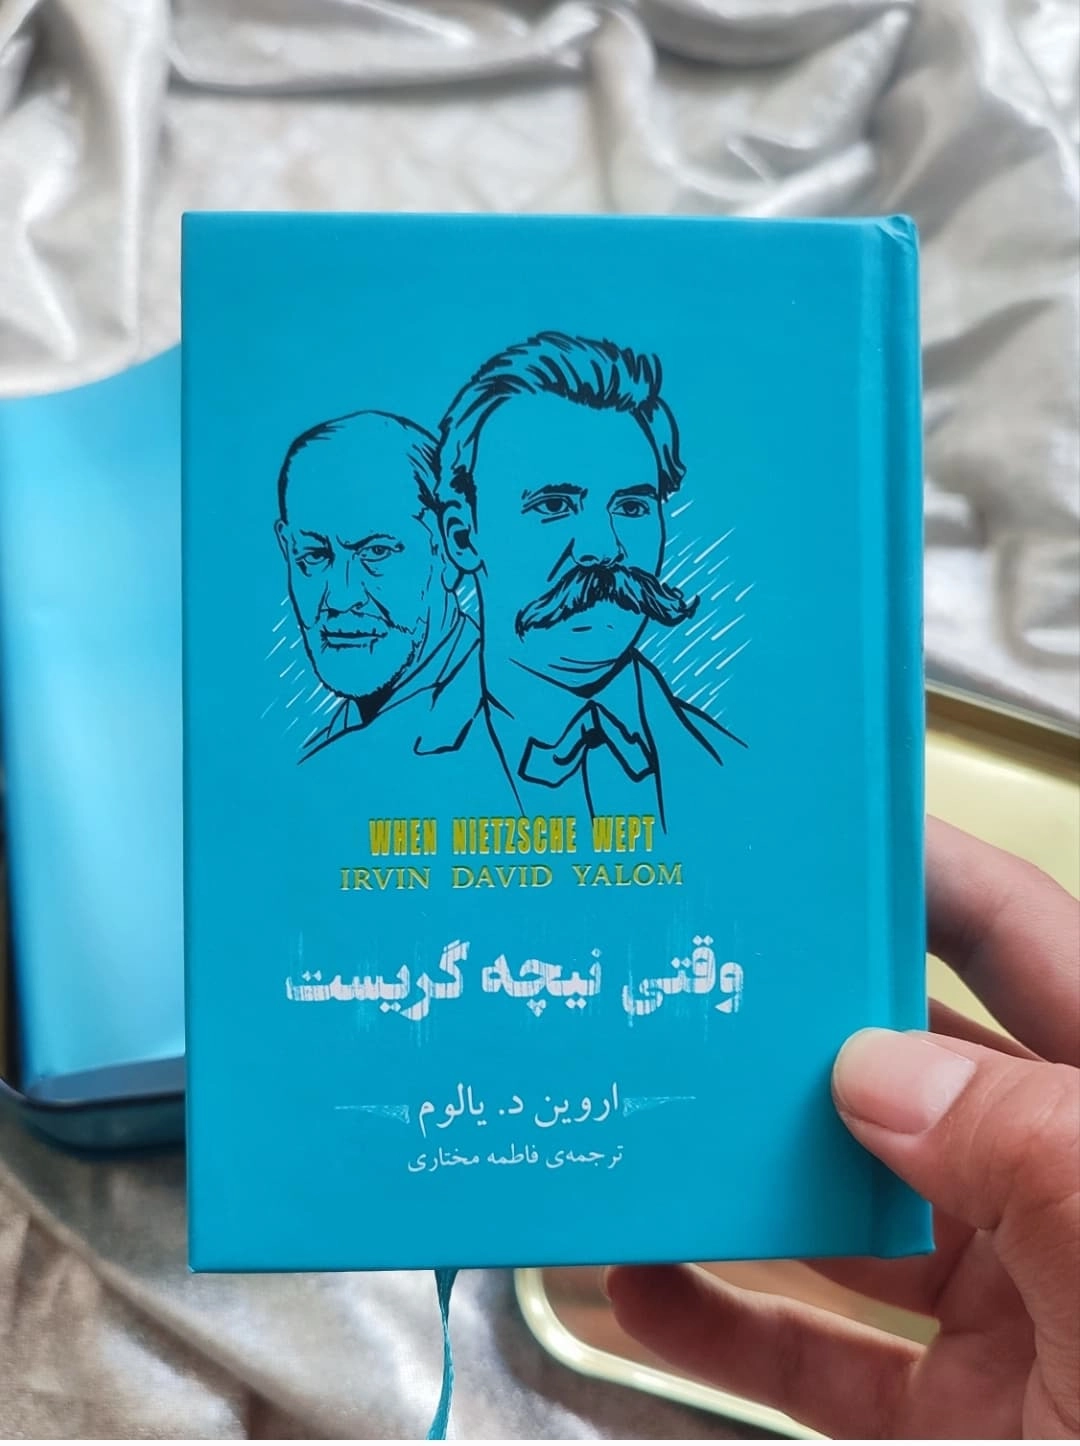 WHEN NIETZSCHE WEPT
IRVIN DAVID YALOM
وقتی نیچه گریست
اروین د. یالوم
ترجمه‌ی فاطمه مختاری